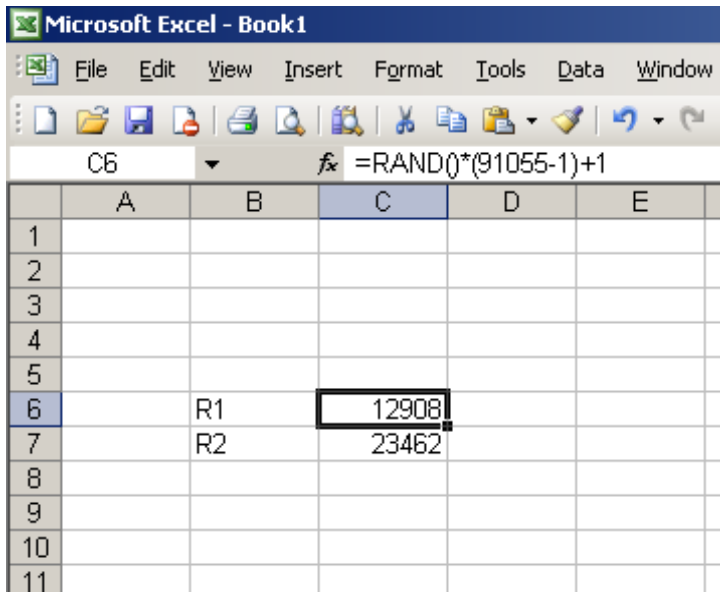 Microsoft Excel - Book1
File Edit View Insert Format Tools Data Window
C6 fx =RAND()*(91055-1)+1
A B C D E
1
2
3
4
5
6 R1 12908
7 R2 23462
8
9
10
11